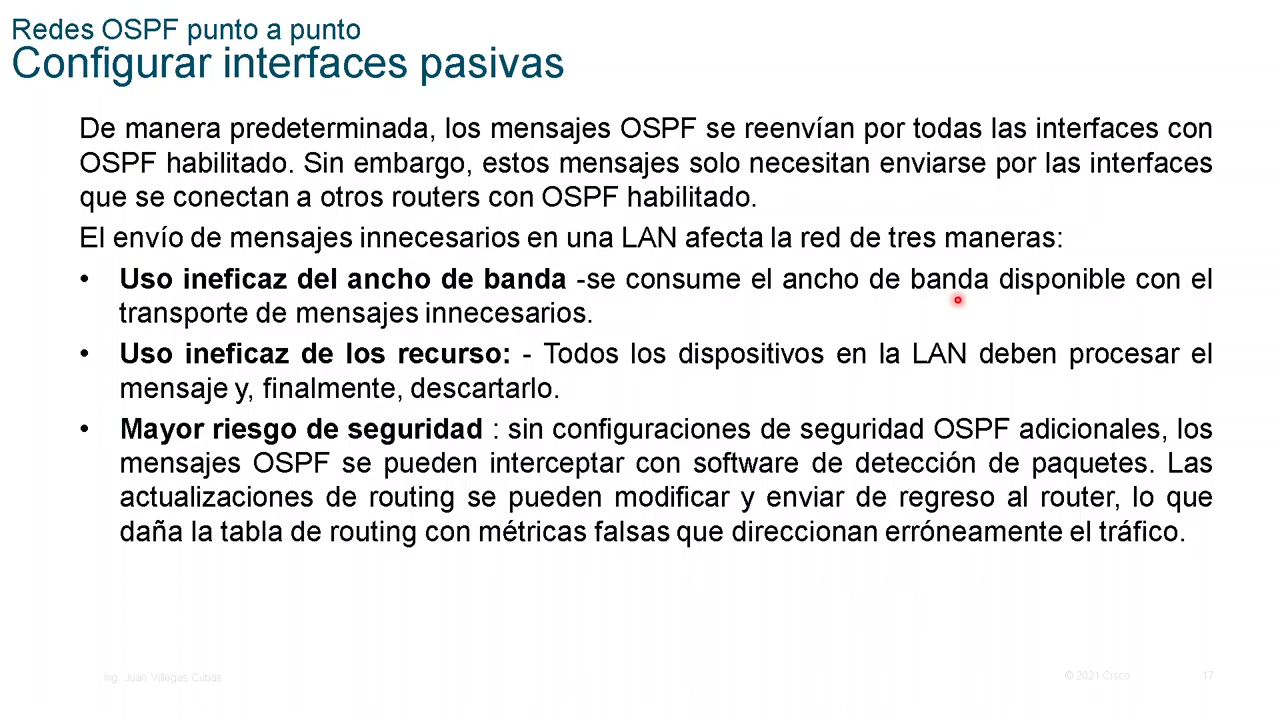 Redes OSPF punto a punto
Configurar interfaces pasivas
De manera predeterminada, los mensajes OSPF se reenvían por todas las interfaces con
OSPF habilitado. Sin embargo, estos mensajes solo necesitan enviarse por las interfaces
que se conectan a otros routers con OSPF habilitado.
El envío de mensajes innecesarios en una LAN afecta la red de tres maneras:
• Uso ineficaz del ancho de banda -se consume el ancho de banda disponible con el
transporte de mensajes innecesarios.
• Uso ineficaz de los recurso: - Todos los dispositivos en la LAN deben procesar el
mensaje y, finalmente, descartarlo.
• Mayor riesgo de seguridad : sin configuraciones de seguridad OSPF adicionales, los
mensajes OSPF se pueden interceptar con software de detección de paquetes. Las
actualizaciones de routing se pueden modificar y enviar de regreso al router, lo que
daña la tabla de routing con métricas falsas que direccionan erróneamente el tráfico.
Ing. Juan Villegas Cubas © 2021 Cisco 17